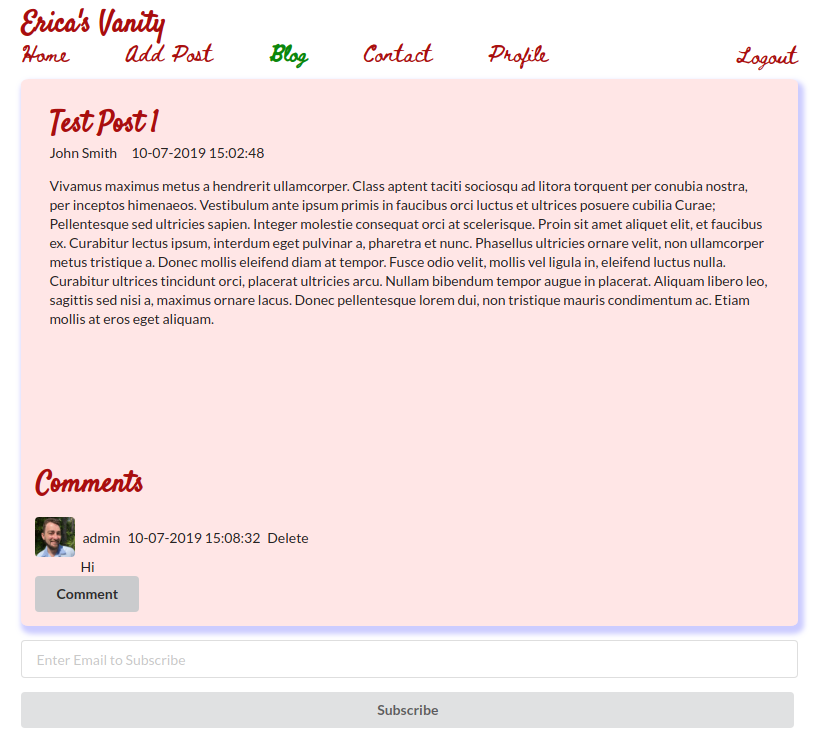 Erica's Vanity
Home Add Post Blog Contact Profile Logout
Test Post 1
John Smith 10-07-2019 15:02:48
Vivamus maximus metus a hendrerit ullamcorper. Class aptent taciti sociosqu ad litora torquent per conubia nostra,
per inceptos himenaeos. Vestibulum ante ipsum primis in faucibus orci luctus et ultrices posuere cubilia Curae;
Pellentesque sed ultricies sapien. Integer molestie consequat orci at scelerisque. Proin sit amet aliquet elit, et faucibus
ex. Curabitur lectus ipsum, interdum eget pulvinar a, pharetra et nunc. Phasellus ultricies ornare velit, non ullamcorper
metus tristique a. Donec mollis eleifend diam at tempor. Fusce odio velit, mollis vel ligula in, eleifend luctus nulla.
Curabitur ultrices tincidunt orci, placerat ultricies arcu. Nullam bibendum tempor augue in placerat. Aliquam libero leo,
sagittis sed nisi a, maximus ornare lacus. Donec pellentesque lorem dui, non tristique mauris condimentum ac. Etiam
mollis at eros eget aliquam.
Comments
admin 10-07-2019 15:08:32 Delete
Hi
Comment
Enter Email to Subscribe
Subscribe